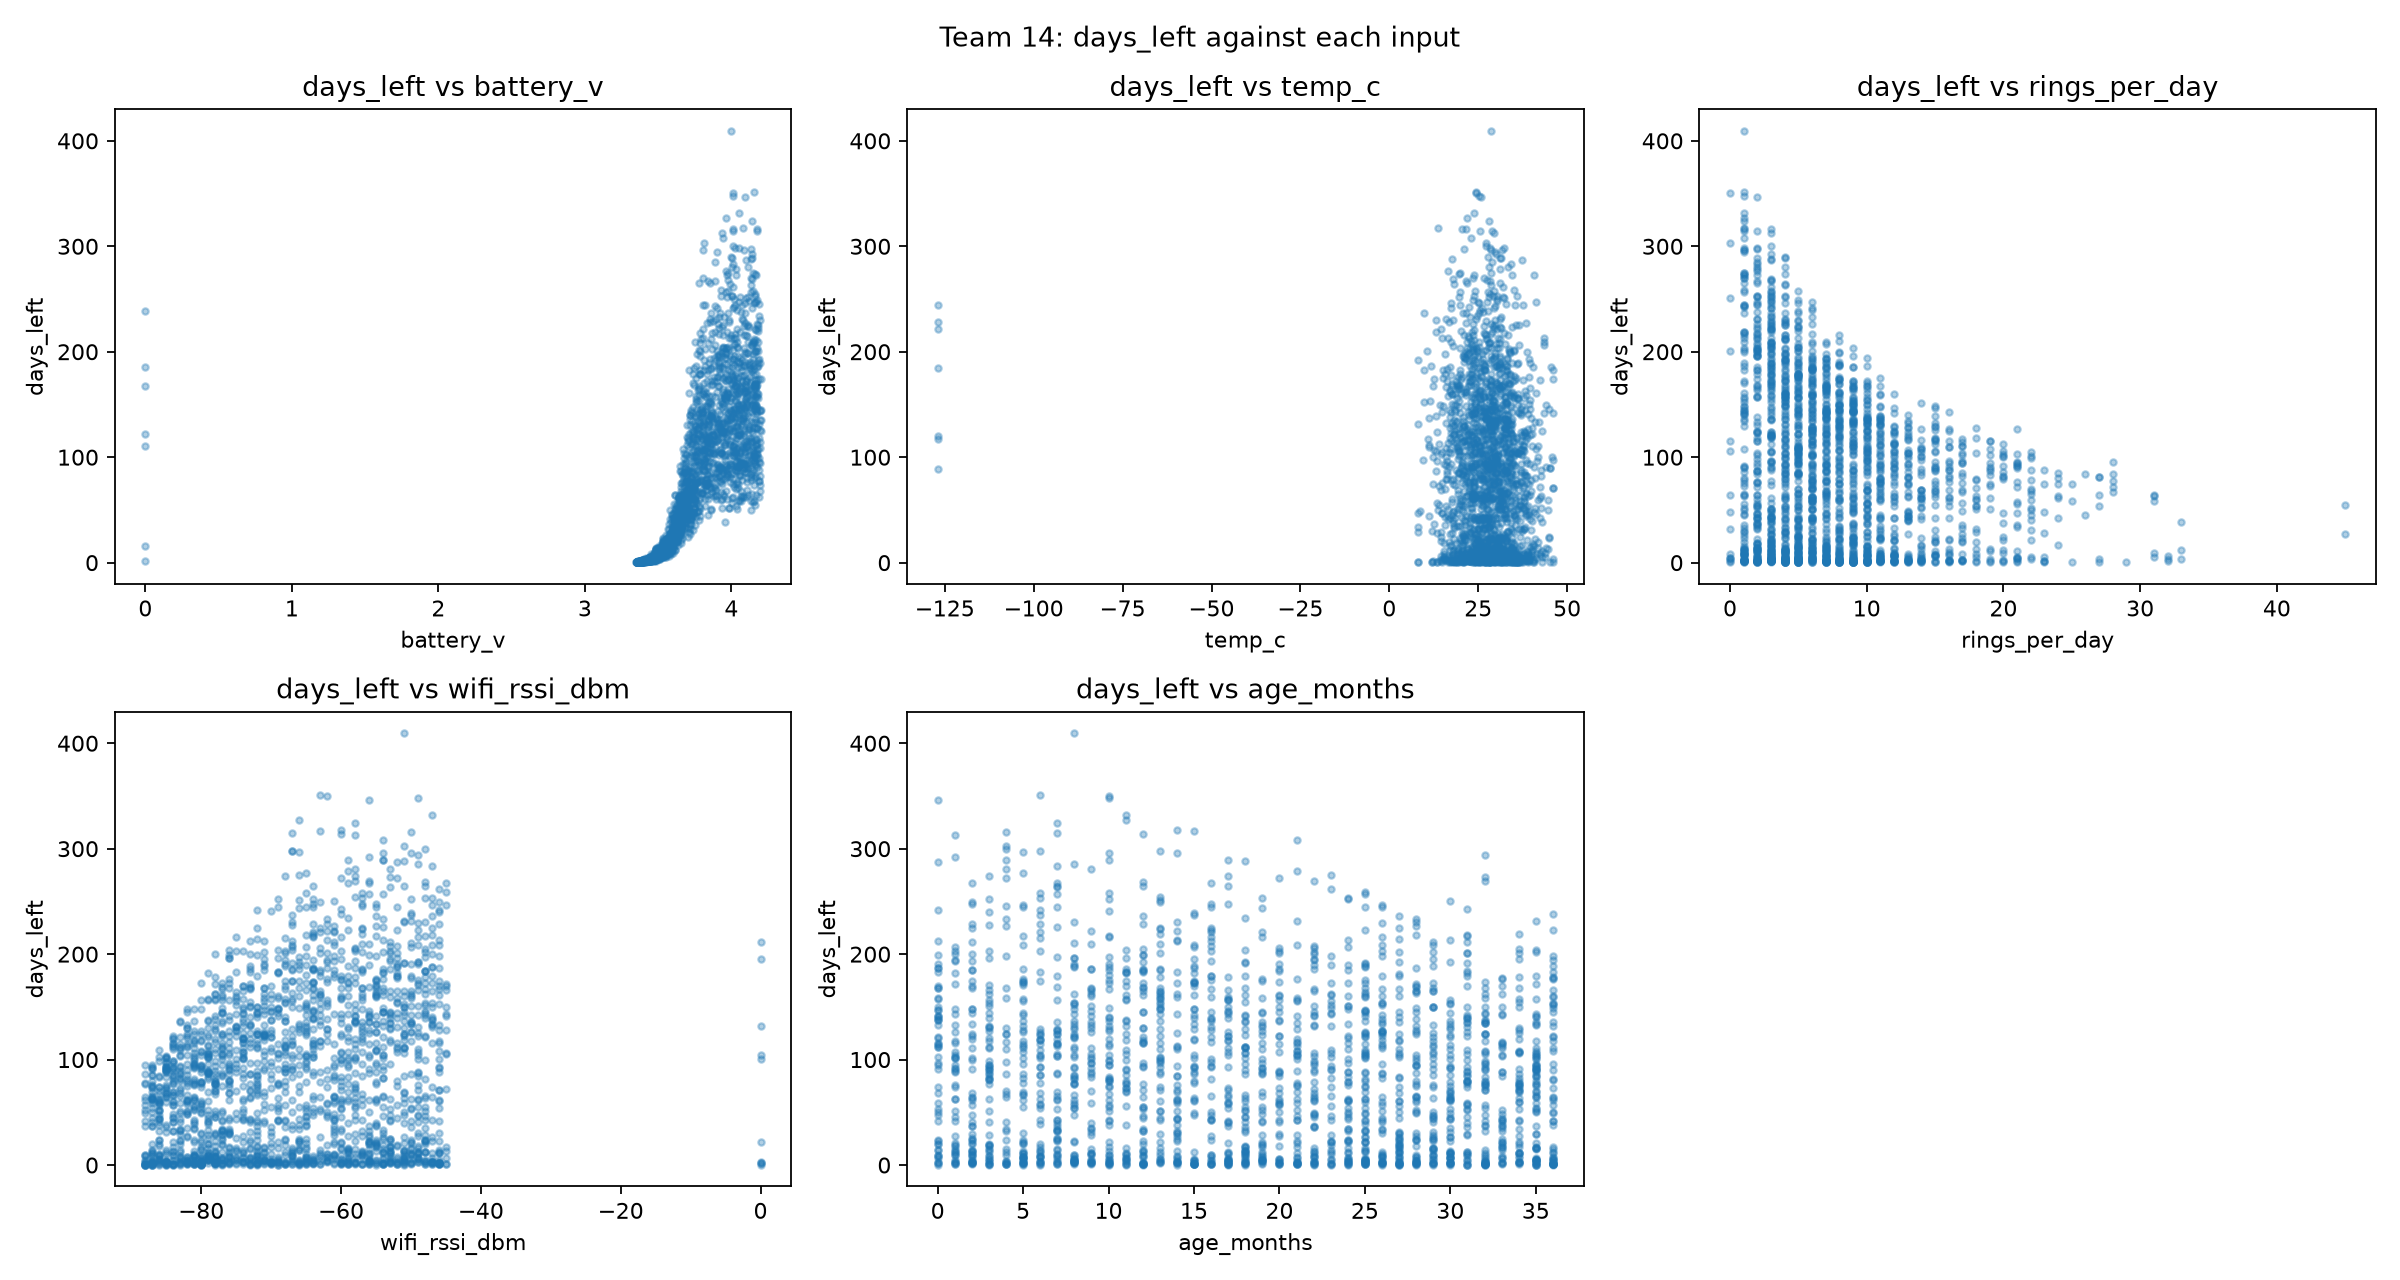 Team 14: days_left against each input
days_left vs battery_v
days_left
400
300
200
100
0
0 1 2 3 4
battery_v
days_left vs temp_c
days_left
400
300
200
100
0
−125 −100 −75 −50 −25 0 25 50
temp_c
days_left vs rings_per_day
days_left
400
300
200
100
0
0 10 20 30 40
rings_per_day
days_left vs wifi_rssi_dbm
days_left
400
300
200
100
0
−80 −60 −40 −20 0
wifi_rssi_dbm
days_left vs age_months
days_left
400
300
200
100
0
0 5 10 15 20 25 30 35
age_months